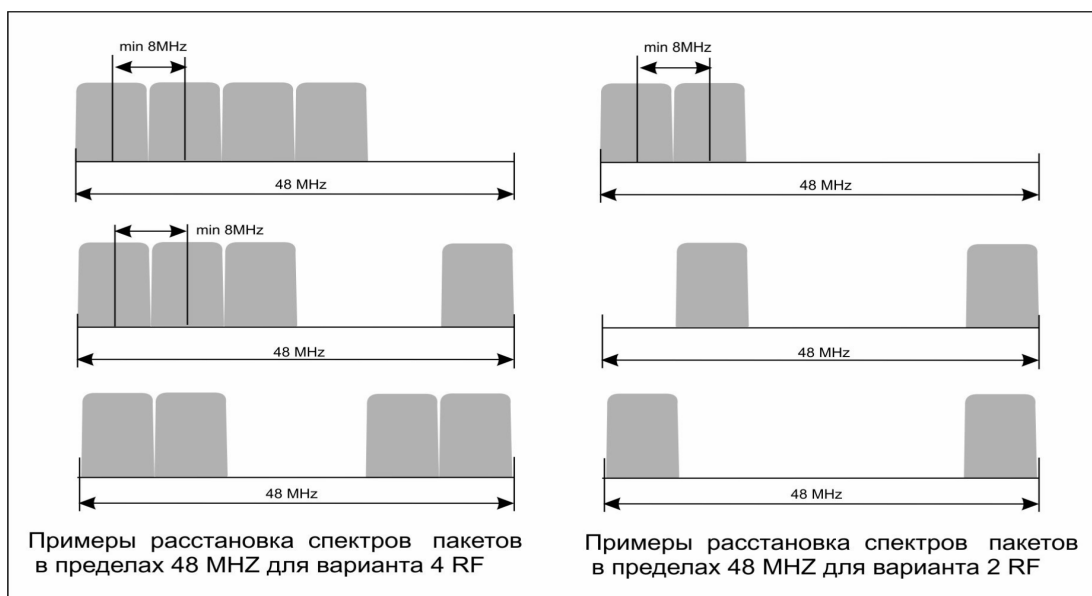 min 8MHz
48 MHz
min 8MHz
48 MHz
48 MHz
Примеры расстановка спектров пакетов
в пределах 48 MHZ для варианта 4 RF
min 8MHz
48 MHz
48 MHz
48 MHz
Примеры расстановка спектров пакетов
в пределах 48 MHZ для варианта 2 RF